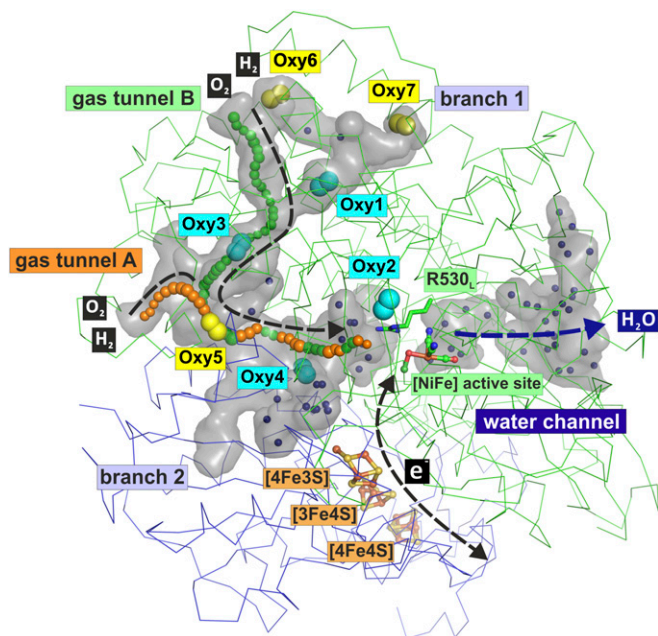 H₂ Oxy6
O₂
gas tunnel B
Oxy7
branch 1
Oxy1
Oxy3
gas tunnel A
Oxy2
R530L
O₂
H₂
H₂O
Oxy5
Oxy4
[NiFe] active site
water channel
branch 2
e⁻
[4Fe3S]
[3Fe4S]
[4Fe4S]